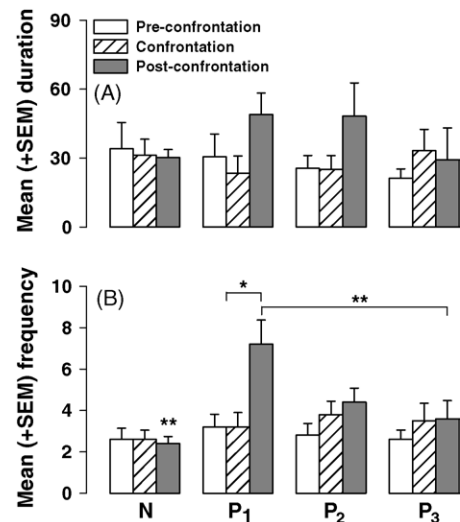 Pre-confrontation
Confrontation
Post-confrontation
(A)
Mean (+SEM) duration
90
60
30
0
(B)
Mean (+SEM) frequency
10
8
6
4
2
0
*
**
**
N P₁ P₂ P₃